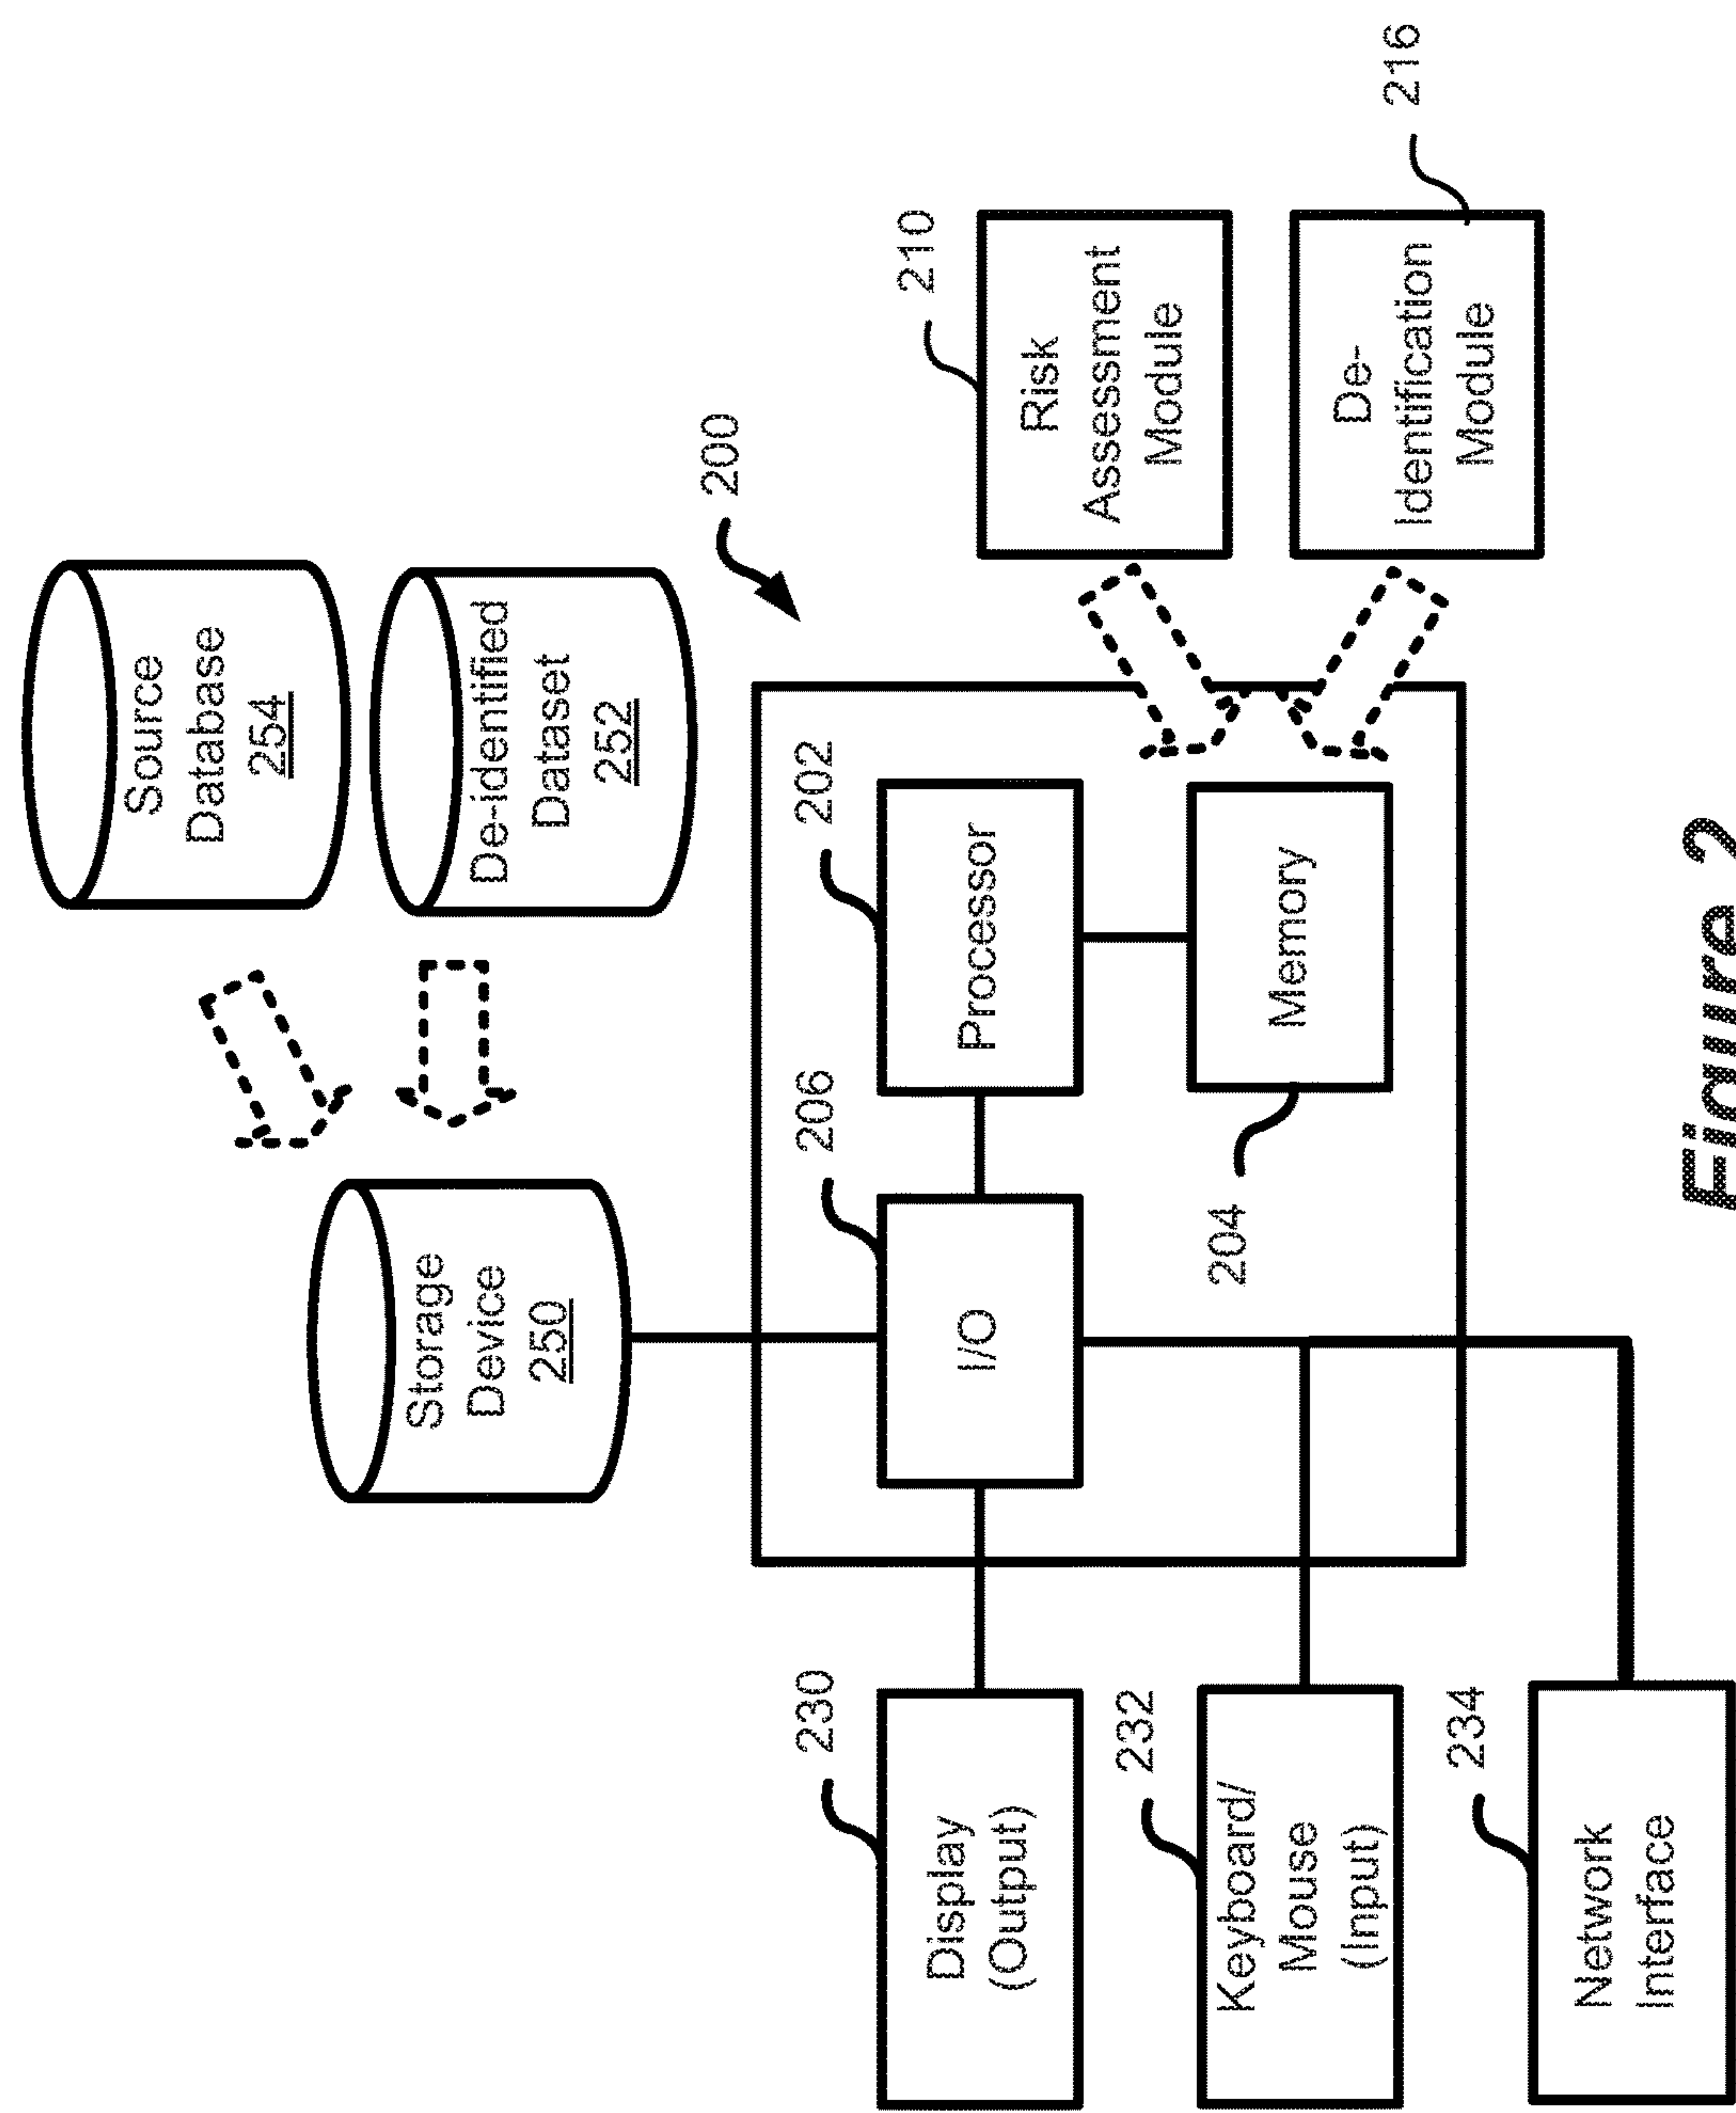 Source
Database
254
De-identified
Dataset
252
Storage
Device
250
200
230
Display
(Output)
206
I/O
202
Processor
210
Risk
Assessment
Module
232
Keyboard/
Mouse
(Input)
204
Memory
216
De-
Identification
Module
234
Network
Interface
Figure 2